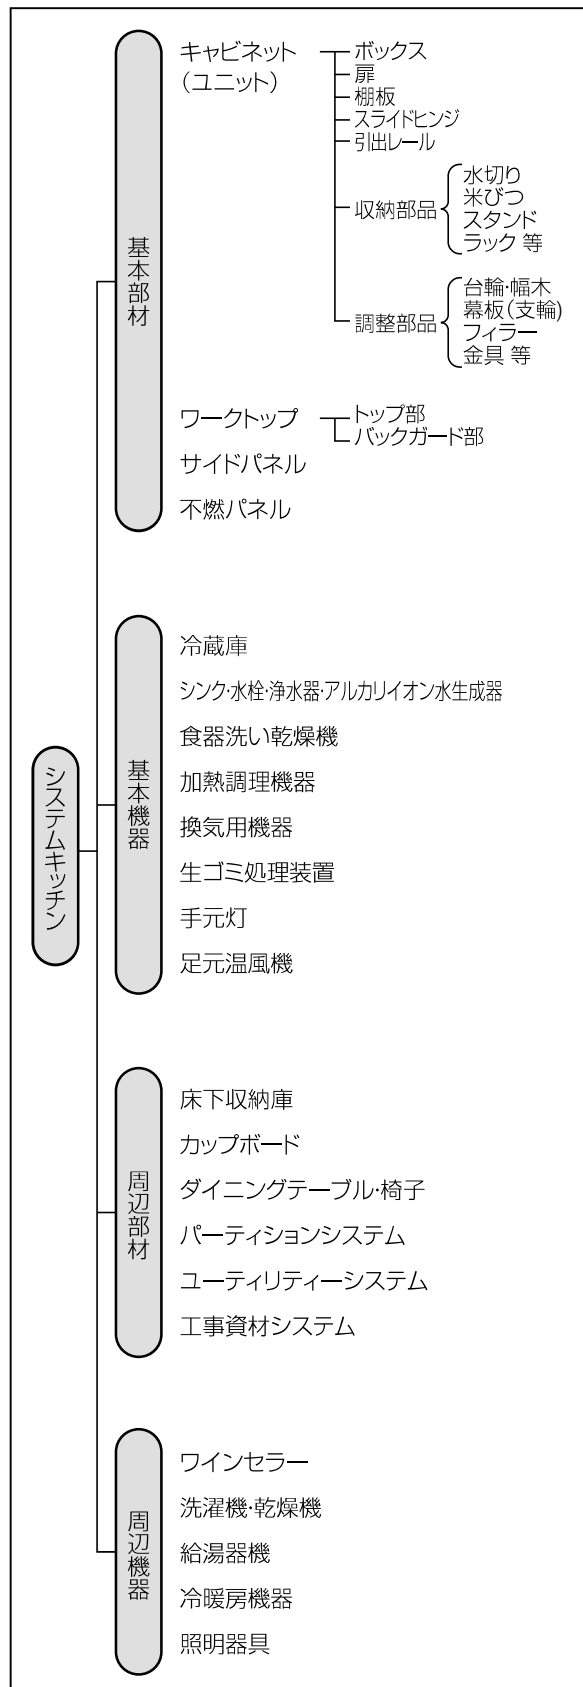 システムキッチン
基本部材
キャビネット
（ユニット）
ボックス
扉
棚板
スライドヒンジ
引出レール
収納部品
水切り
米びつ
スタンド
ラック 等
調整部品
台輪・幅木
幕板（支輪）
フィラー
金具 等
ワークトップ
トップ部
バックガード部
サイドパネル
不燃パネル
基本機器
冷蔵庫
シンク・水栓・浄水器・アルカリイオン水生成器
食器洗い乾燥機
加熱調理機器
換気用機器
生ゴミ処理装置
手元灯
足元温風機
周辺部材
床下収納庫
カップボード
ダイニングテーブル・椅子
パーティションシステム
ユーティリティーシステム
工事資材システム
周辺機器
ワインセラー
洗濯機・乾燥機
給湯器機
冷暖房機器
照明器具